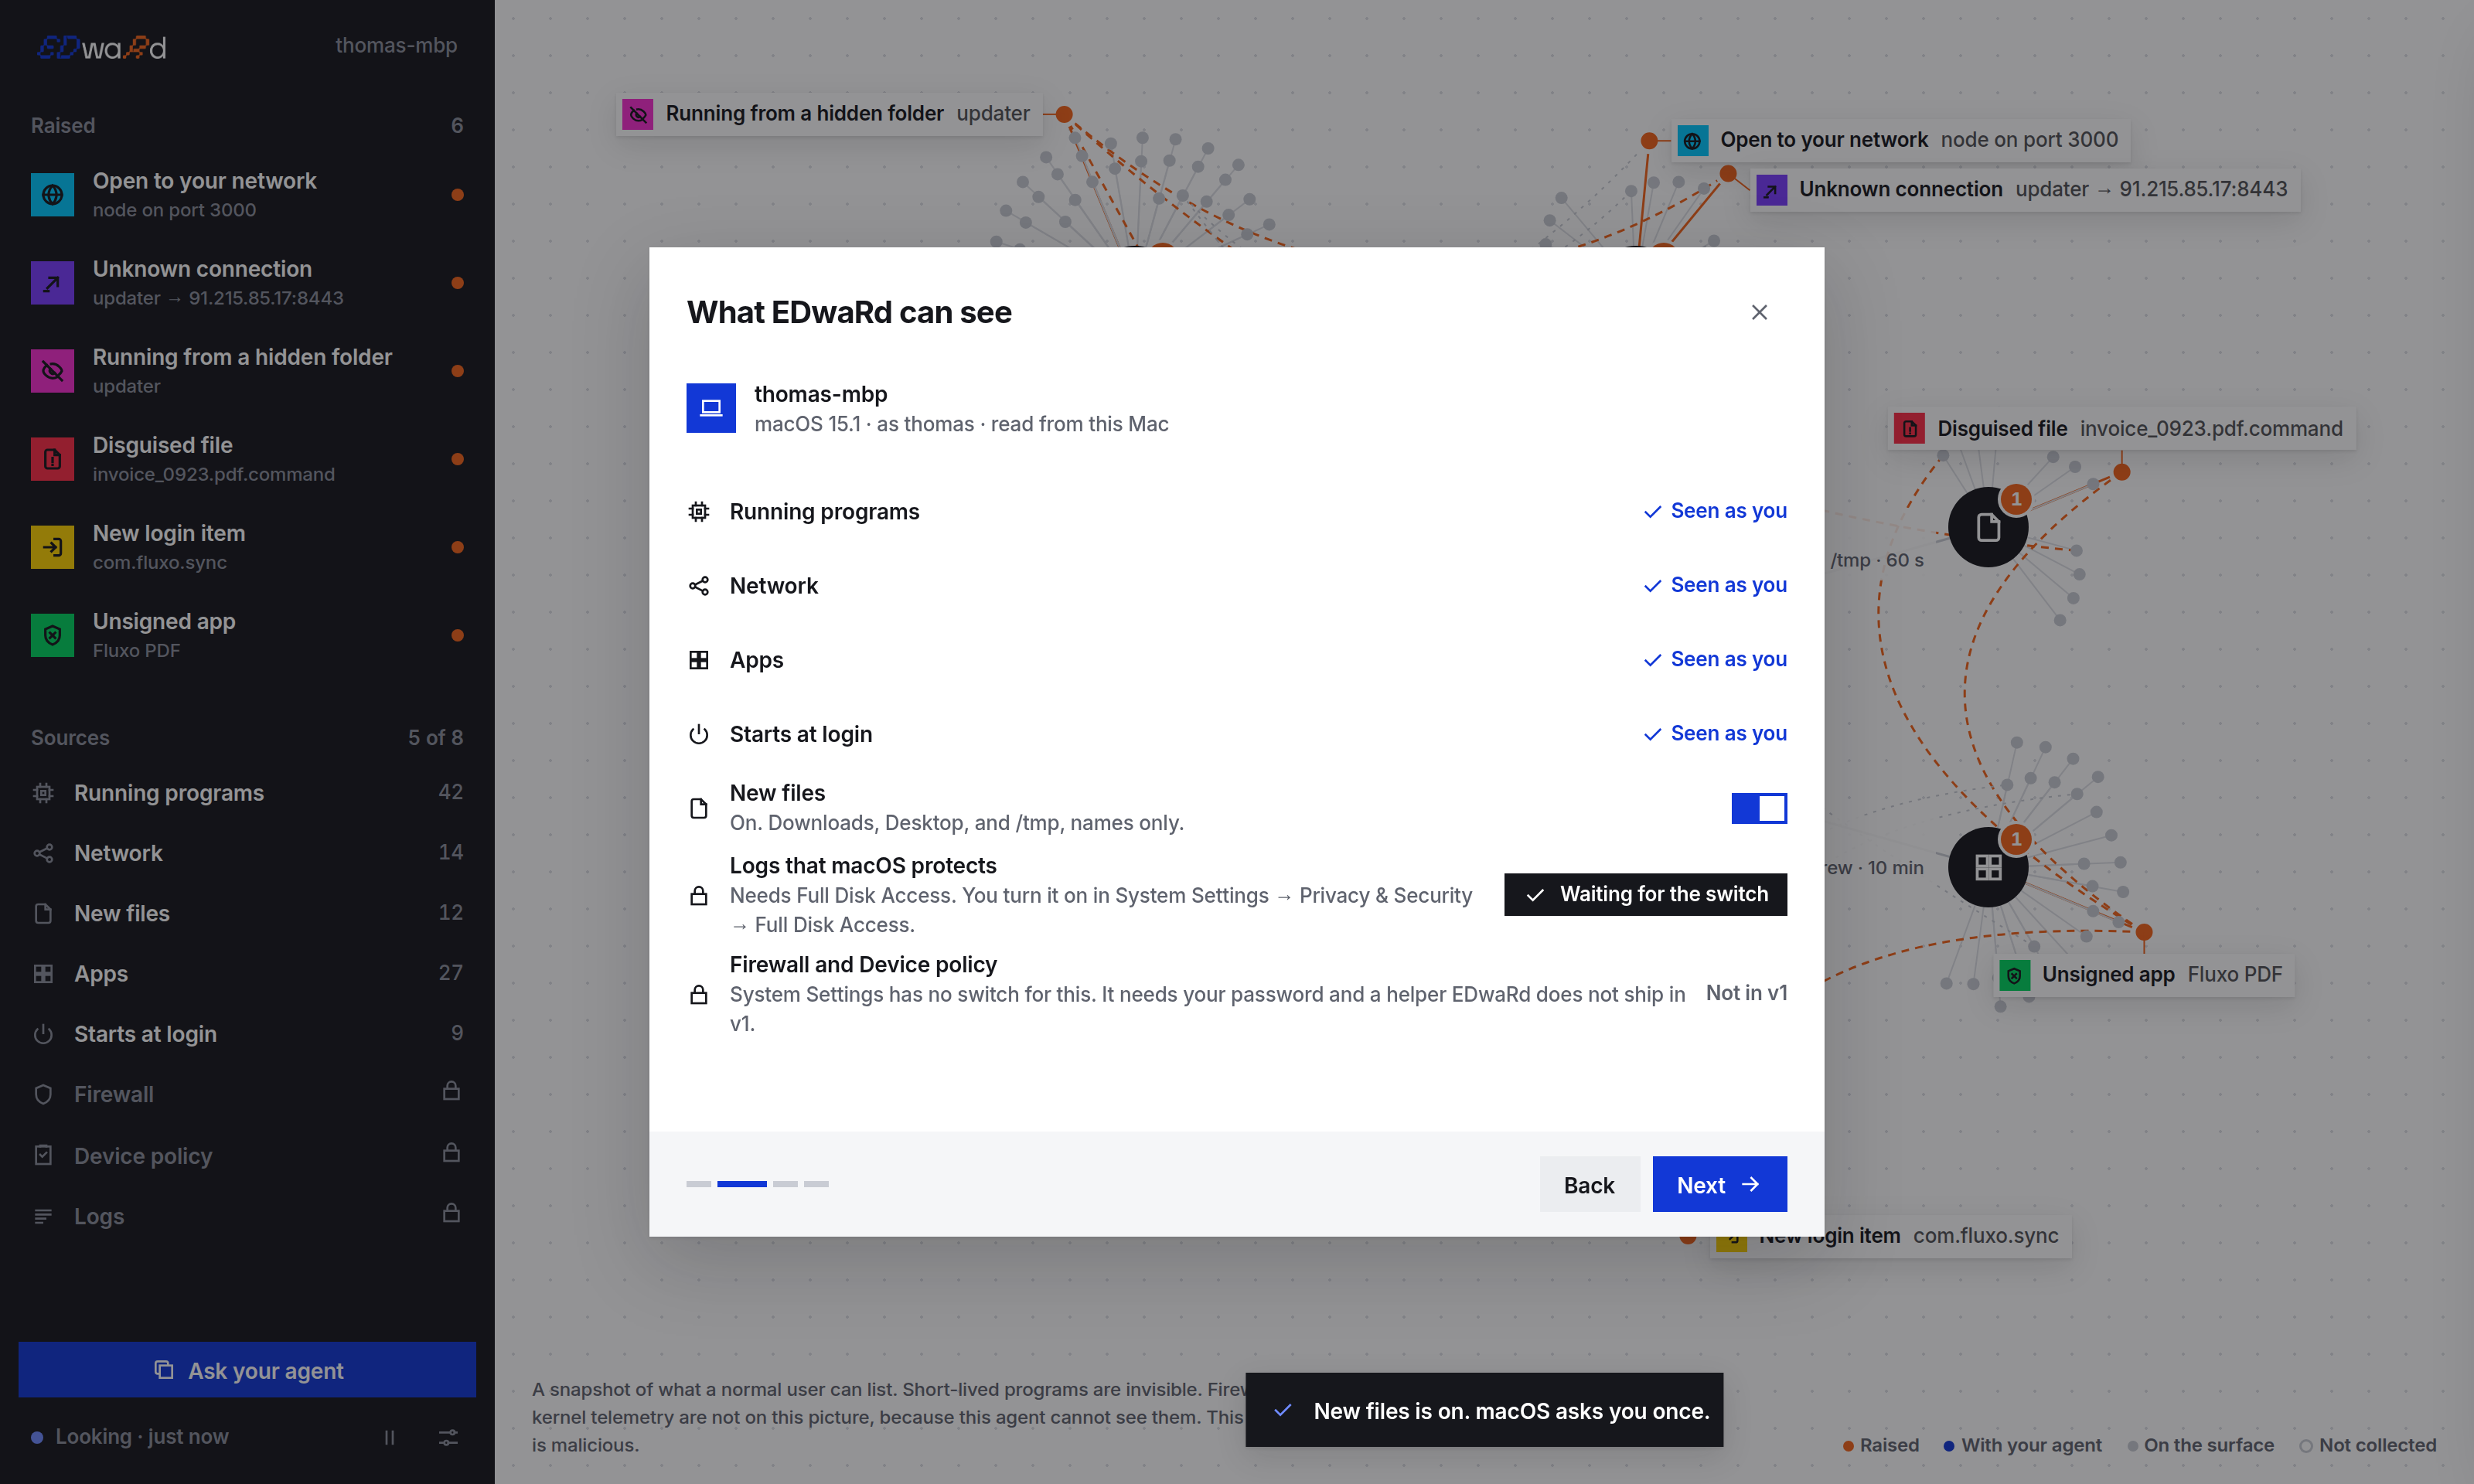 EDwaRd
thomas-mbp
Raised 6
Open to your network
node on port 3000
Unknown connection
updater → 91.215.85.17:8443
Running from a hidden folder
updater
Disguised file
invoice_0923.pdf.command
New login item
com.fluxo.sync
Unsigned app
Fluxo PDF
Sources 5 of 8
Running programs 42
Network 14
New files 12
Apps 27
Starts at login 9
Firewall
Device policy
Logs
Ask your agent
Looking · just now
Running from a hidden folder updater
Open to your network node on port 3000
Unknown connection updater → 91.215.85.17:8443
Disguised file invoice_0923.pdf.command
1
/tmp · 60 s
1
10 min
Unsigned app Fluxo PDF
New login item com.fluxo.sync
What EDwaRd can see
thomas-mbp
macOS 15.1 · as thomas · read from this Mac
Running programs Seen as you
Network Seen as you
Apps Seen as you
Starts at login Seen as you
New files
On. Downloads, Desktop, and /tmp, names only.
Logs that macOS protects
Needs Full Disk Access. You turn it on in System Settings → Privacy & Security
→ Full Disk Access.
Waiting for the switch
Firewall and Device policy
System Settings has no switch for this. It needs your password and a helper EDwaRd does not ship in
v1.
Not in v1
Back
Next
A snapshot of what a normal user can list. Short-lived programs are invisible.
kernel telemetry are not on this picture, because this agent cannot see them. This
is malicious.
New files is on. macOS asks you once.
Raised
With your agent
On the surface
Not collected